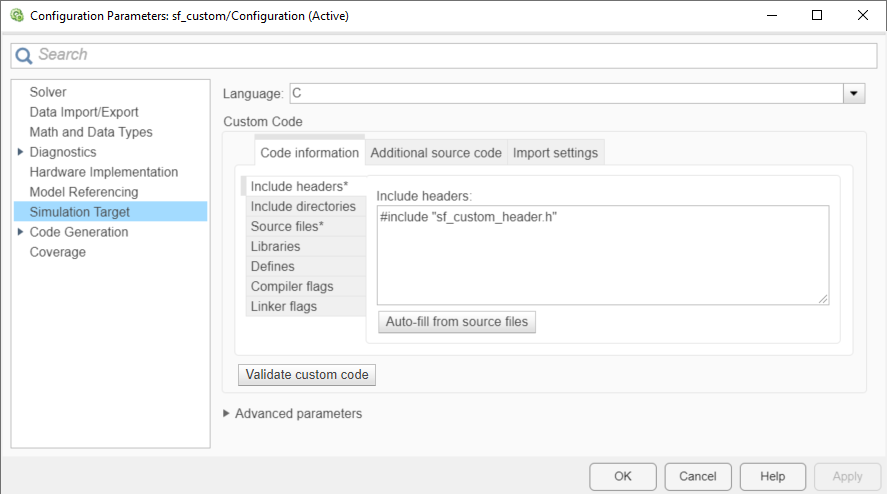 Configuration Parameters: sf_custom/Configuration (Active)
Search
Solver
Data Import/Export
Math and Data Types
Diagnostics
Hardware Implementation
Model Referencing
Simulation Target
Code Generation
Coverage
Language: C
Custom Code
Code information Additional source code Import settings
Include headers*
Include directories
Source files*
Libraries
Defines
Compiler flags
Linker flags
Include headers:
#include "sf_custom_header.h"
Auto-fill from source files
Validate custom code
Advanced parameters
OK Cancel Help Apply